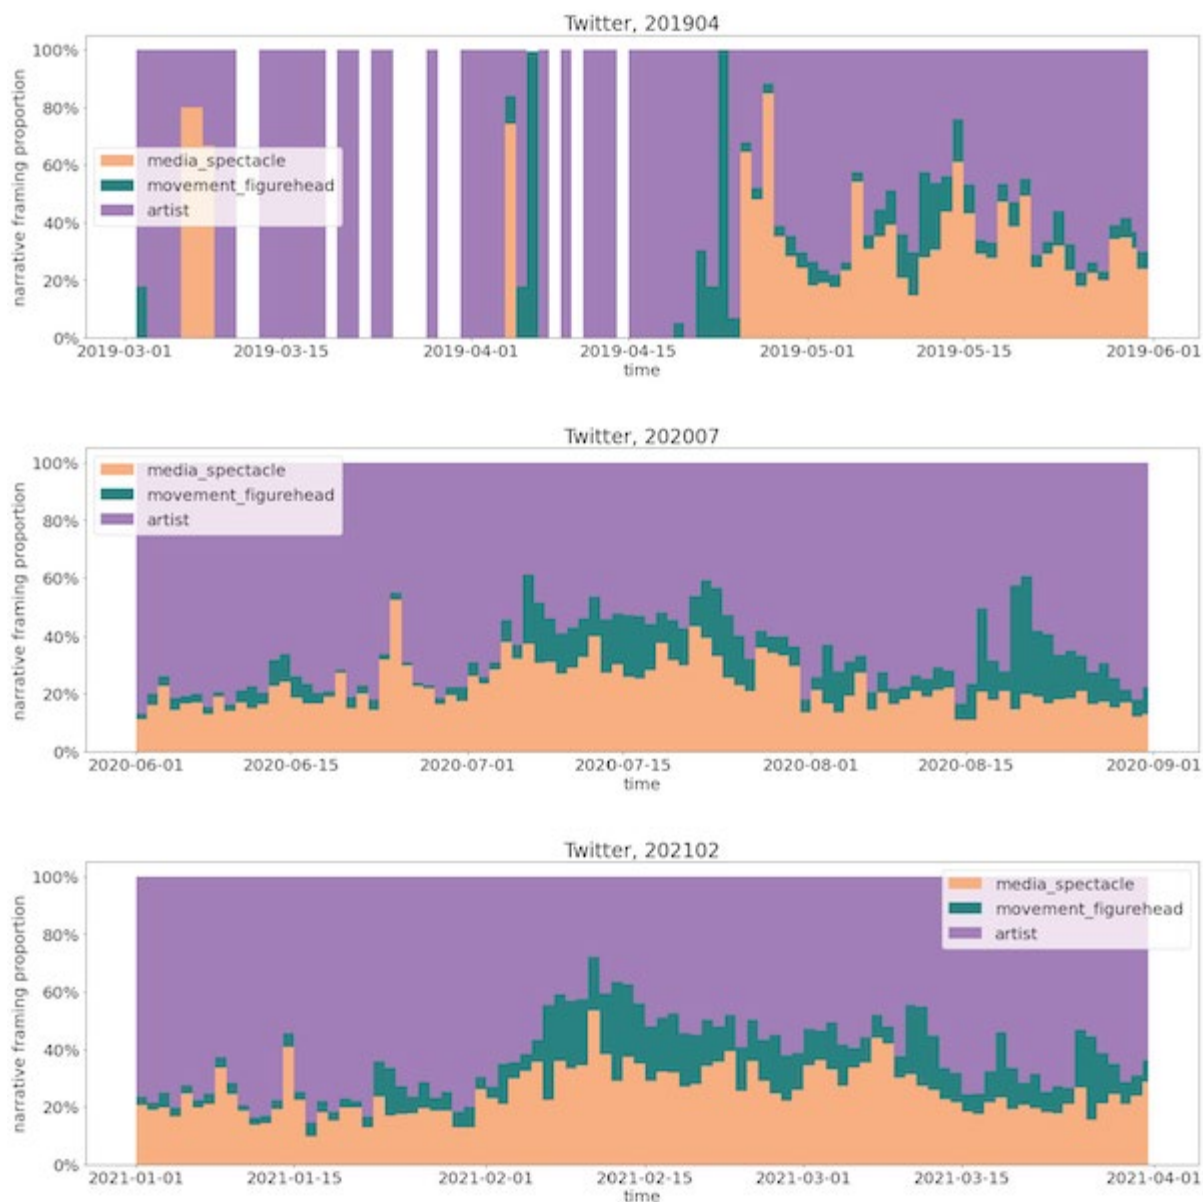 Twitter, 201904
100%
80%
60%
40%
20%
0%
narrative framing proportion
media_spectacle
movement_figurehead
artist
2019-03-01 2019-03-15 2019-04-01 2019-04-15 2019-05-01 2019-05-15 2019-06-01
time
Twitter, 202007
100%
80%
60%
40%
20%
0%
narrative framing proportion
media_spectacle
movement_figurehead
artist
2020-06-01 2020-06-15 2020-07-01 2020-07-15 2020-08-01 2020-08-15 2020-09-01
time
Twitter, 202102
100%
80%
60%
40%
20%
0%
narrative framing proportion
media_spectacle
movement_figurehead
artist
2021-01-01 2021-01-15 2021-02-01 2021-02-15 2021-03-01 2021-03-15 2021-04-01
time